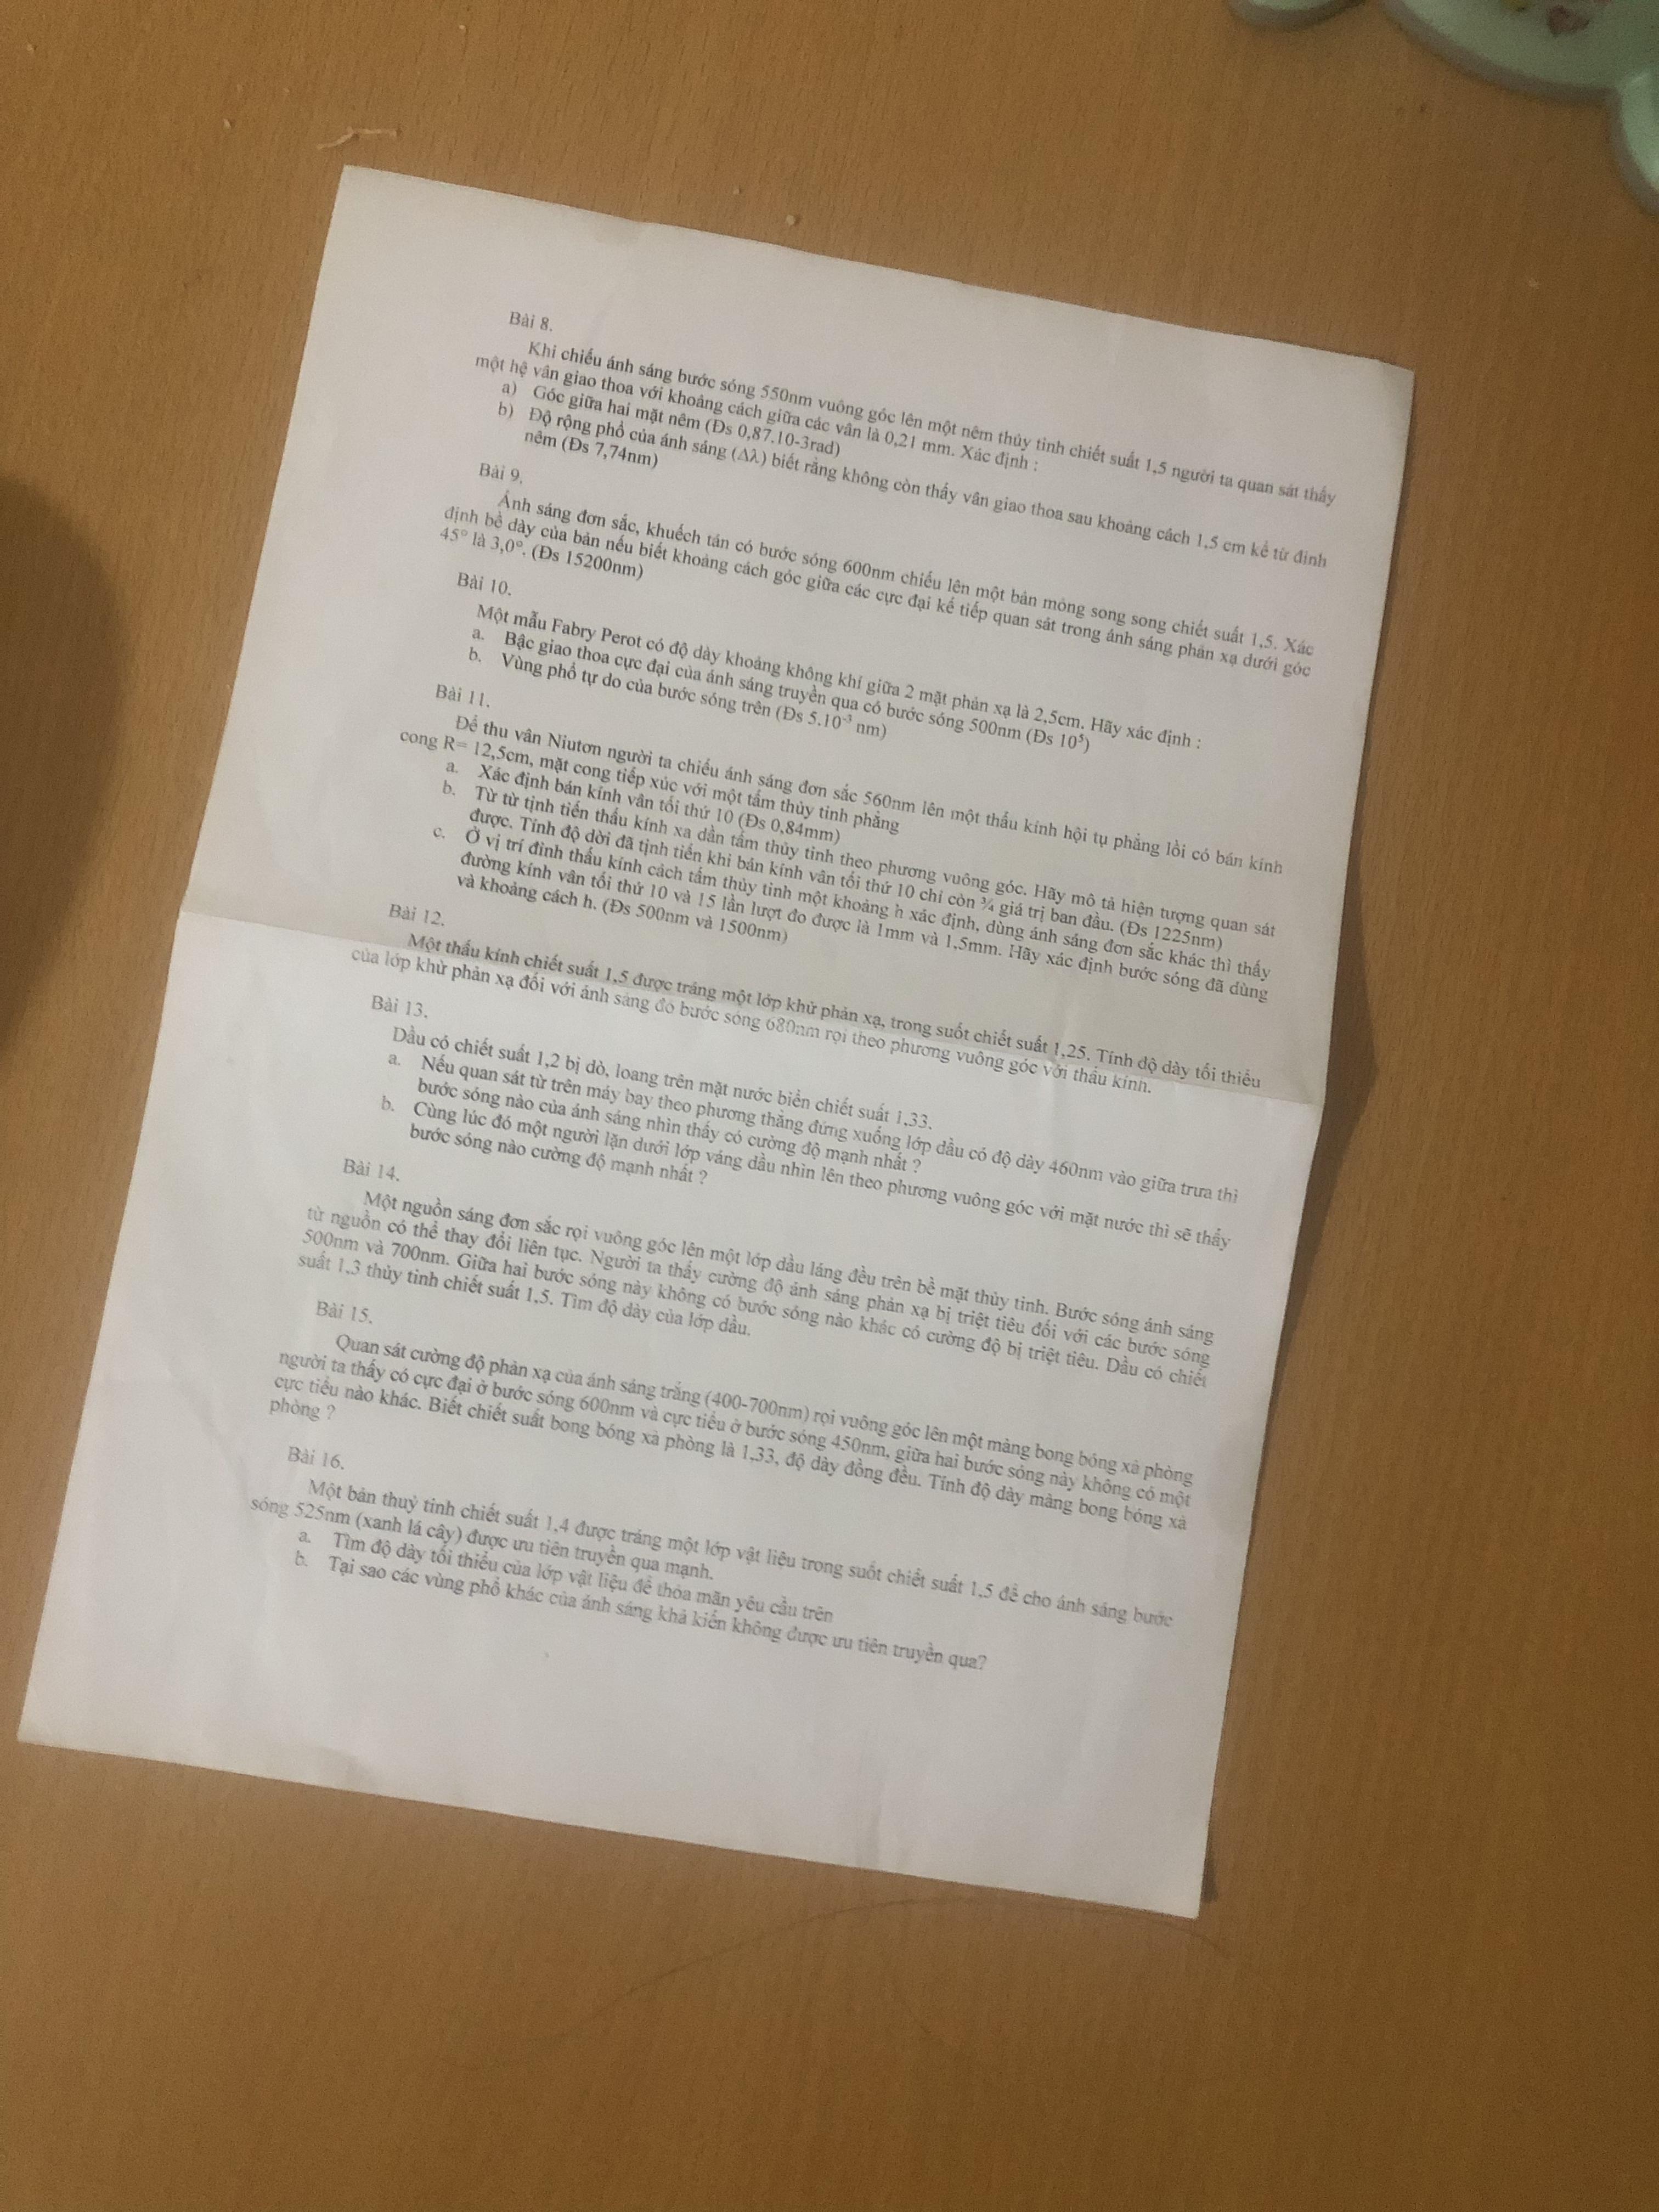 Bài 8.
Khi chiếu ánh sáng bước sóng 550nm vuông góc lên một nêm thủy tinh chiết suất 1,5 người ta quan sát thấy
một hệ vân giao thoa với khoảng cách giữa các vân là 0,21 mm. Xác định :
a) Góc giữa hai mặt nêm (Đs 0,87.10-3rad)
b) Độ rộng phổ của ánh sáng (Δλ) biết rằng không còn thấy vân giao thoa sau khoảng cách 1,5 cm kể từ đỉnh
nêm (Đs 7,74nm)
Bài 9.
Ánh sáng đơn sắc, khuếch tán có bước sóng 600nm chiếu lên một bản mỏng song song chiết suất 1,5. Xác
định bề dày của bản nếu biết khoảng cách góc giữa các cực đại kế tiếp quan sát trong ánh sáng phản xạ dưới góc
45° là 3,0°. (Đs 15200nm)
Bài 10.
Một mẫu Fabry Perot có độ dày khoảng không khí giữa 2 mặt phản xạ là 2,5cm. Hãy xác định :
a. Bậc giao thoa cực đại của ánh sáng truyền qua có bước sóng 500nm (Đs 10⁵)
b. Vùng phổ tự do của bước sóng trên (Đs 5.10⁻³ nm)
Bài 11.
Để thu vân Niutơn người ta chiếu ánh sáng đơn sắc 560nm lên một thấu kính hội tụ phẳng lồi có bán kính
cong R= 12,5cm, mặt cong tiếp xúc với một tấm thủy tinh phẳng
a. Xác định bán kính vân tối thứ 10 (Đs 0,84mm)
b. Từ từ tịnh tiến thấu kính xa dần tấm thủy tinh theo phương vuông góc. Hãy mô tả hiện tượng quan sát
được. Tính độ dời đã tịnh tiến khi bán kính vân tối thứ 10 chỉ còn ¾ giá trị ban đầu. (Đs 1225nm)
c. Ở vị trí đỉnh thấu kính cách tấm thủy tinh một khoảng h xác định, dùng ánh sáng đơn sắc khác thì thấy
đường kính vân tối thứ 10 và 15 lần lượt đo được là 1mm và 1,5mm. Hãy xác định bước sóng đã dùng
và khoảng cách h. (Đs 500nm và 1500nm)
Bài 12.
Một thấu kính chiết suất 1,5 được tráng một lớp khử phản xạ, trong suốt chiết suất 1,25. Tính độ dày tối thiểu
của lớp khử phản xạ đối với ánh sáng đỏ bước sóng 680nm rọi theo phương vuông góc với thấu kính.
Bài 13.
Dầu có chiết suất 1,2 bị dò, loang trên mặt nước biển chiết suất 1,33.
a. Nếu quan sát từ trên máy bay theo phương thẳng đứng xuống lớp dầu có độ dày 460nm vào giữa trưa thì
bước sóng nào của ánh sáng nhìn thấy có cường độ mạnh nhất ?
b. Cùng lúc đó một người lặn dưới lớp váng dầu nhìn lên theo phương vuông góc với mặt nước thì sẽ thấy
bước sóng nào cường độ mạnh nhất ?
Bài 14.
Một nguồn sáng đơn sắc rọi vuông góc lên một lớp dầu láng đều trên bề mặt thủy tinh. Bước sóng ánh sáng
từ nguồn có thể thay đổi liên tục. Người ta thấy cường độ ánh sáng phản xạ bị triệt tiêu đối với các bước sóng
500nm và 700nm. Giữa hai bước sóng này không có bước sóng nào khác có cường độ bị triệt tiêu. Dầu có chiết
suất 1,3 thủy tinh chiết suất 1,5. Tìm độ dày của lớp dầu.
Bài 15.
Quan sát cường độ phản xạ của ánh sáng trắng (400-700nm) rọi vuông góc lên một màng bong bóng xà phòng
người ta thấy có cực đại ở bước sóng 600nm và cực tiểu ở bước sóng 450nm, giữa hai bước sóng này không có một
cực tiểu nào khác. Biết chiết suất bong bóng xà phòng là 1,33, độ dày đồng đều. Tính độ dày màng bong bóng xà
phòng ?
Bài 16.
Một bản thuỷ tinh chiết suất 1,4 được tráng một lớp vật liệu trong suốt chiết suất 1,5 để cho ánh sáng bước
sóng 525nm (xanh lá cây) được ưu tiên truyền qua mạnh.
a. Tìm độ dày tối thiểu của lớp vật liệu để thỏa mãn yêu cầu trên
b. Tại sao các vùng phổ khác của ánh sáng khả kiến không được ưu tiên truyền qua?